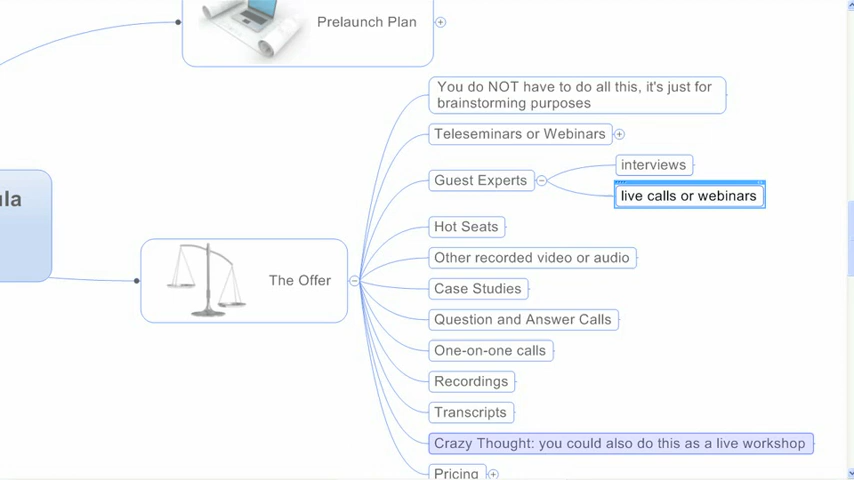 Prelaunch Plan
You do NOT have to do all this, it's just for
brainstorming purposes
Teleseminars or Webinars
Guest Experts
interviews
live calls or webinars
ula
Hot Seats
Other recorded video or audio
The Offer
Case Studies
Question and Answer Calls
One-on-one calls
Recordings
Transcripts
Crazy Thought: you could also do this as a live workshop
Pricing